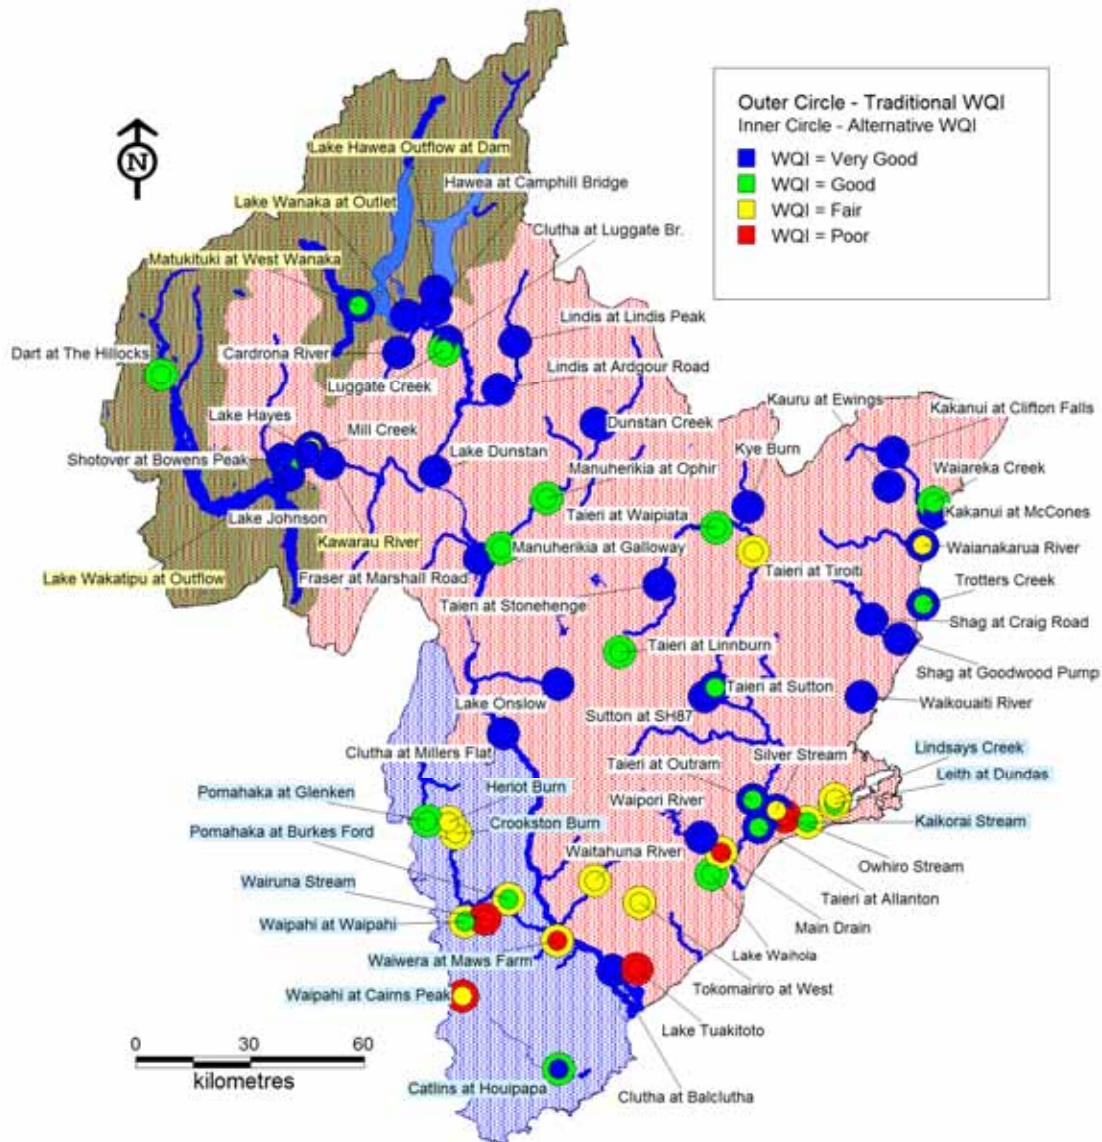 Outer Circle - Traditional WQI
Inner Circle - Alternative WQI
WQI = Very Good
WQI = Good
WQI = Fair
WQI = Poor
N
Lake Hawea Outflow at Dam
Hawea at Camphill Bridge
Lake Wanaka at Outlet
Clutha at Luggate Br.
Matukituki at West Wanaka
Lindis at Lindis Peak
Dart at The Hillocks
Cardrona River
Luggate Creek
Lindis at Ardgour Road
Kauru at Ewings
Kakanui at Clifton Falls
Lake Hayes
Mill Creek
Dunstan Creek
Kye Burn
Shotover at Bowens Peak
Lake Dunstan
Manuherikia at Ophir
Waiareka Creek
Taieri at Waipiata
Kakanui at McCones
Lake Johnson
Kawarau River
Manuherikia at Galloway
Waianakarua River
Lake Wakatipu at Outflow
Fraser at Marshall Road
Taieri at Tiroiti
Trotters Creek
Taieri at Stonehenge
Shag at Craig Road
Taieri at Linnburn
Shag at Goodwood Pump
Taieri at Sutton
Lake Onslow
Sutton at SH87
Waikouaiti River
Clutha at Millers Flat
Silver Stream
Lindsays Creek
Taieri at Outram
Leith at Dundas
Pomahaka at Glenken
Heriot Burn
Waipori River
Crookston Burn
Kaikorai Stream
Pomahaka at Burkes Ford
Waitahuna River
Owhiro Stream
Wairuna Stream
Taieri at Allanton
Waipahi at Waipahi
Main Drain
Waiwera at Maws Farm
Lake Waihola
Tokomairiro at West
Waipahi at Cairns Peak
Lake Tuakitoto
0 30 60
kilometres
Catlins at Houipapa
Clutha at Balclutha